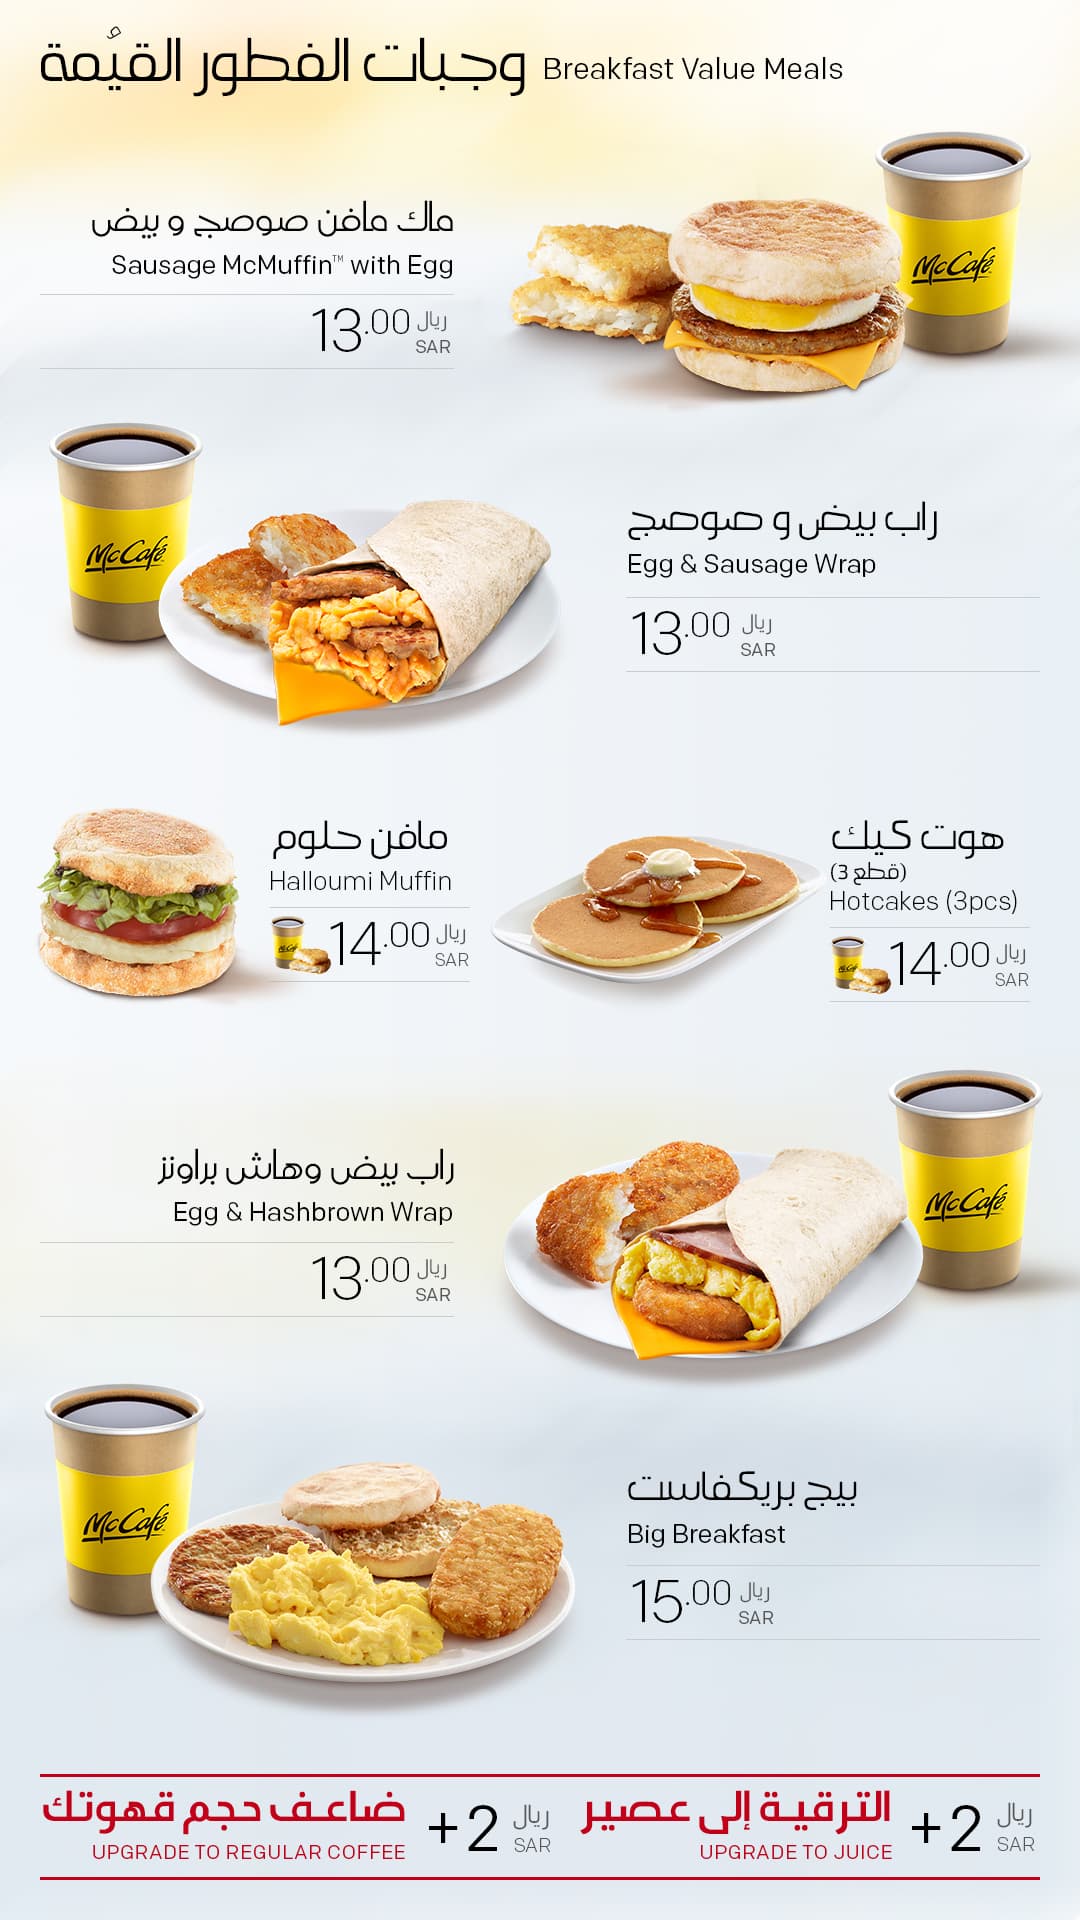 وجبات الفطور القيّمة Breakfast Value Meals
ماك مافن صوصج و بيض
Sausage McMuffin™ with Egg
13.00 ريال
SAR
McCafé
McCafé
راب بيض و صوصج
Egg & Sausage Wrap
13.00 ريال
SAR
مافن حلوم
Halloumi Muffin
McCafé 14.00 ريال
SAR
هوت كيك
(3 قطع)
Hotcakes (3pcs)
McCafé 14.00 ريال
SAR
راب بيض وهاش براونز
Egg & Hashbrown Wrap
13.00 ريال
SAR
McCafé
McCafé
بيج بريكفاست
Big Breakfast
15.00 ريال
SAR
ضاعف حجم قهوتك
UPGRADE TO REGULAR COFFEE
+2 ريال
SAR
الترقية إلى عصير
UPGRADE TO JUICE
+2 ريال
SAR